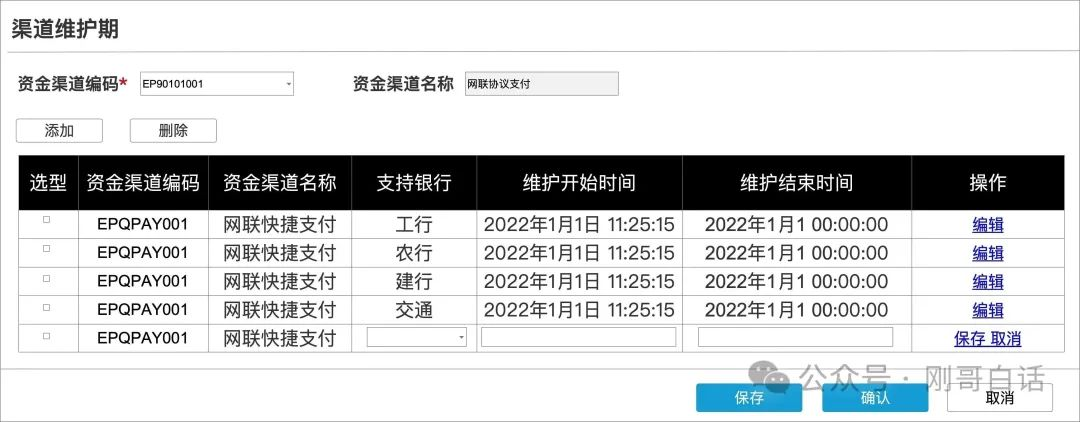 渠道维护期
资金渠道编码* EP90101001 资金渠道名称 网联协议支付
添加 删除
选型 资金渠道编码 资金渠道名称 支持银行 维护开始时间 维护结束时间 操作
EPQPAY001 网联快捷支付 工行 2022年1月1日 11:25:15 2022年1月1 00:00:00 编辑
EPQPAY001 网联快捷支付 农行 2022年1月1日 11:25:15 2022年1月1 00:00:00 编辑
EPQPAY001 网联快捷支付 建行 2022年1月1日 11:25:15 2022年1月1 00:00:00 编辑
EPQPAY001 网联快捷支付 交通 2022年1月1日 11:25:15 2022年1月1 00:00:00 编辑
EPQPAY001 网联快捷支付 保存 取消
公众号·刚哥白话
保存 确认 取消